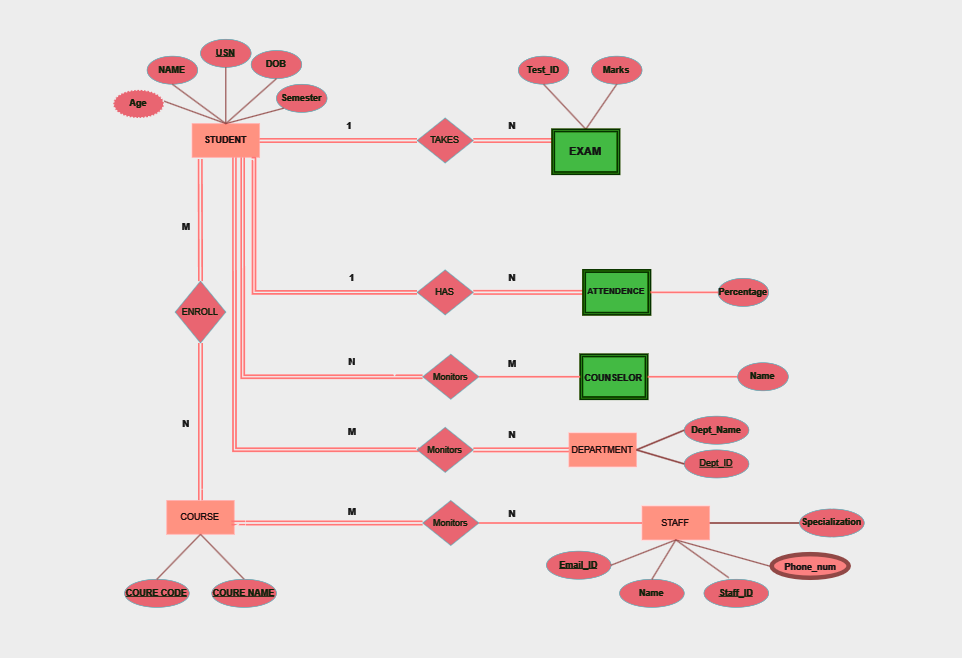 USN
NAME
DOB
Age
Semester
Test_ID
Marks
STUDENT
1
TAKES
N
EXAM
M
1
HAS
N
ATTENDENCE
Percentage
ENROLL
N
Monitors
M
COUNSELOR
Name
N
M
Monitors
N
DEPARTMENT
Dept_Name
Dept_ID
COURSE
M
Monitors
N
STAFF
Specialization
Email_ID
Phone_num
COURE CODE
COURE NAME
Name
Staff_ID